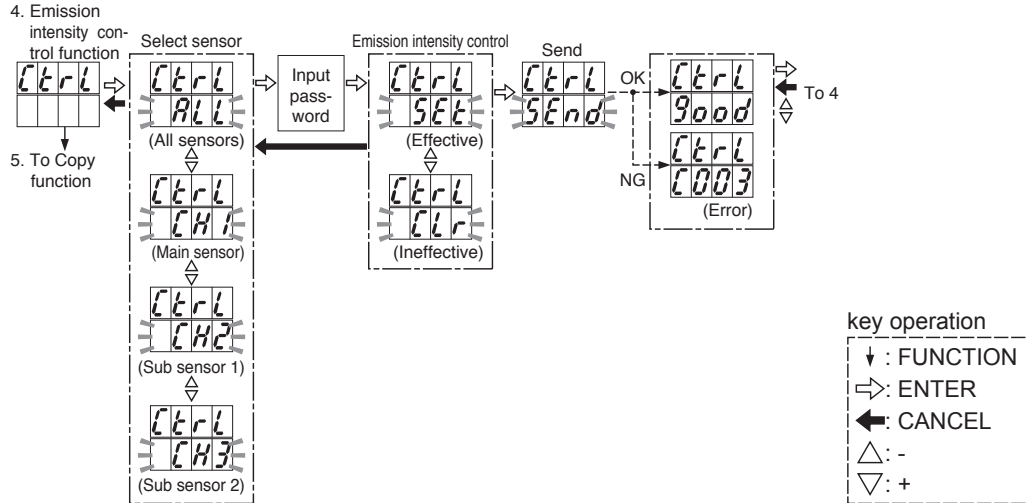 4. Emission
intensity con-
trol function
CtrL
5. To Copy
function
Select sensor
CtrL
ALL
(All sensors)
CtrL
CH1
(Main sensor)
CtrL
CH2
(Sub sensor 1)
CtrL
CH3
(Sub sensor 2)
Input
pass-
word
Emission intensity control
CtrL
SEt
(Effective)
CtrL
CLr
(Ineffective)
Send
CtrL
SEnd
OK
NG
CtrL
good
CtrL
C003
(Error)
To 4
key operation
: FUNCTION
: ENTER
: CANCEL
: -
: +